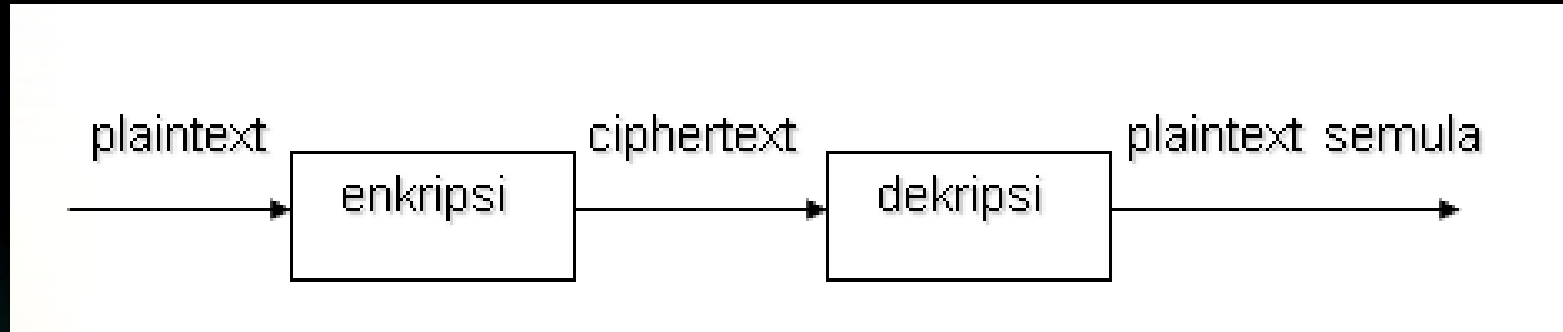 plaintext
enkripsi
ciphertext
dekripsi
plaintext semula